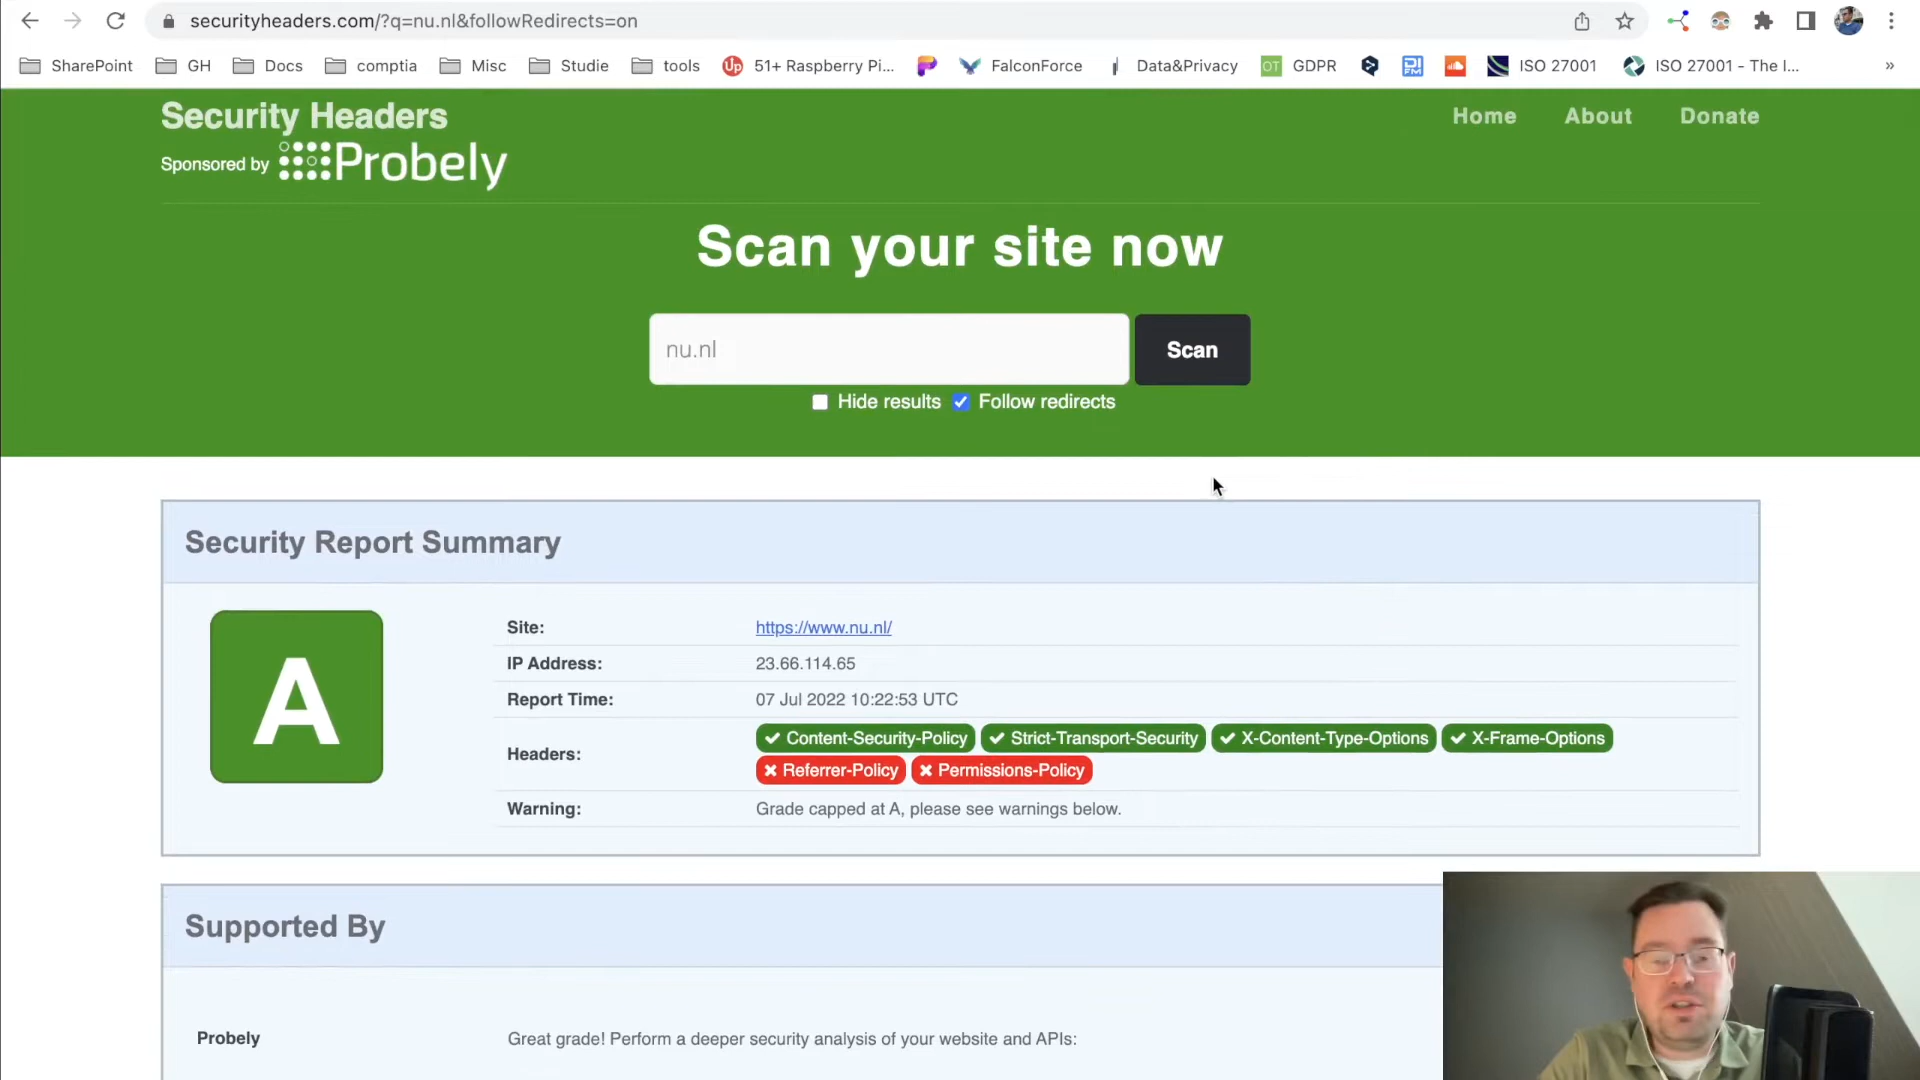 securityheaders.com/?q=nu.nl&followRedirects=on
SharePoint GH Docs comptia Misc Studie tools Up 51+ Raspberry Pi... FalconForce Data&Privacy OT GDPR DI FM ISO 27001 ISO 27001 - The I... »
Security Headers
Home About Donate
Sponsored by Probely
Scan your site now
nu.nl
Scan
Hide results Follow redirects
Security Report Summary
A
Site: https://www.nu.nl/
IP Address: 23.66.114.65
Report Time: 07 Jul 2022 10:22:53 UTC
Headers: Content-Security-Policy Strict-Transport-Security X-Content-Type-Options X-Frame-Options
Referrer-Policy Permissions-Policy
Warning: Grade capped at A, please see warnings below.
Supported By
Probely Great grade! Perform a deeper security analysis of your website and APIs: